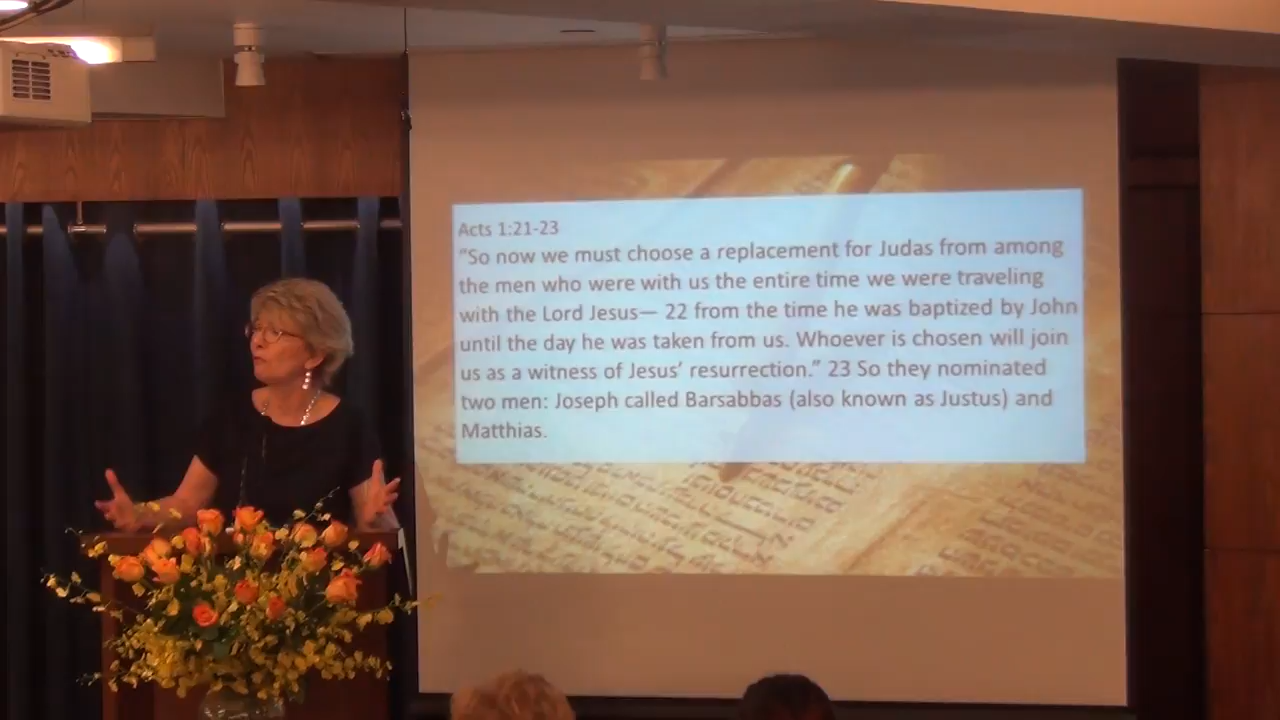 Acts 1:21-23
"So now we must choose a replacement for Judas from among
the men who were with us the entire time we were traveling
with the Lord Jesus— 22 from the time he was baptized by John
until the day he was taken from us. Whoever is chosen will join
us as a witness of Jesus' resurrection." 23 So they nominated
two men: Joseph called Barsabbas (also known as Justus) and
Matthias.